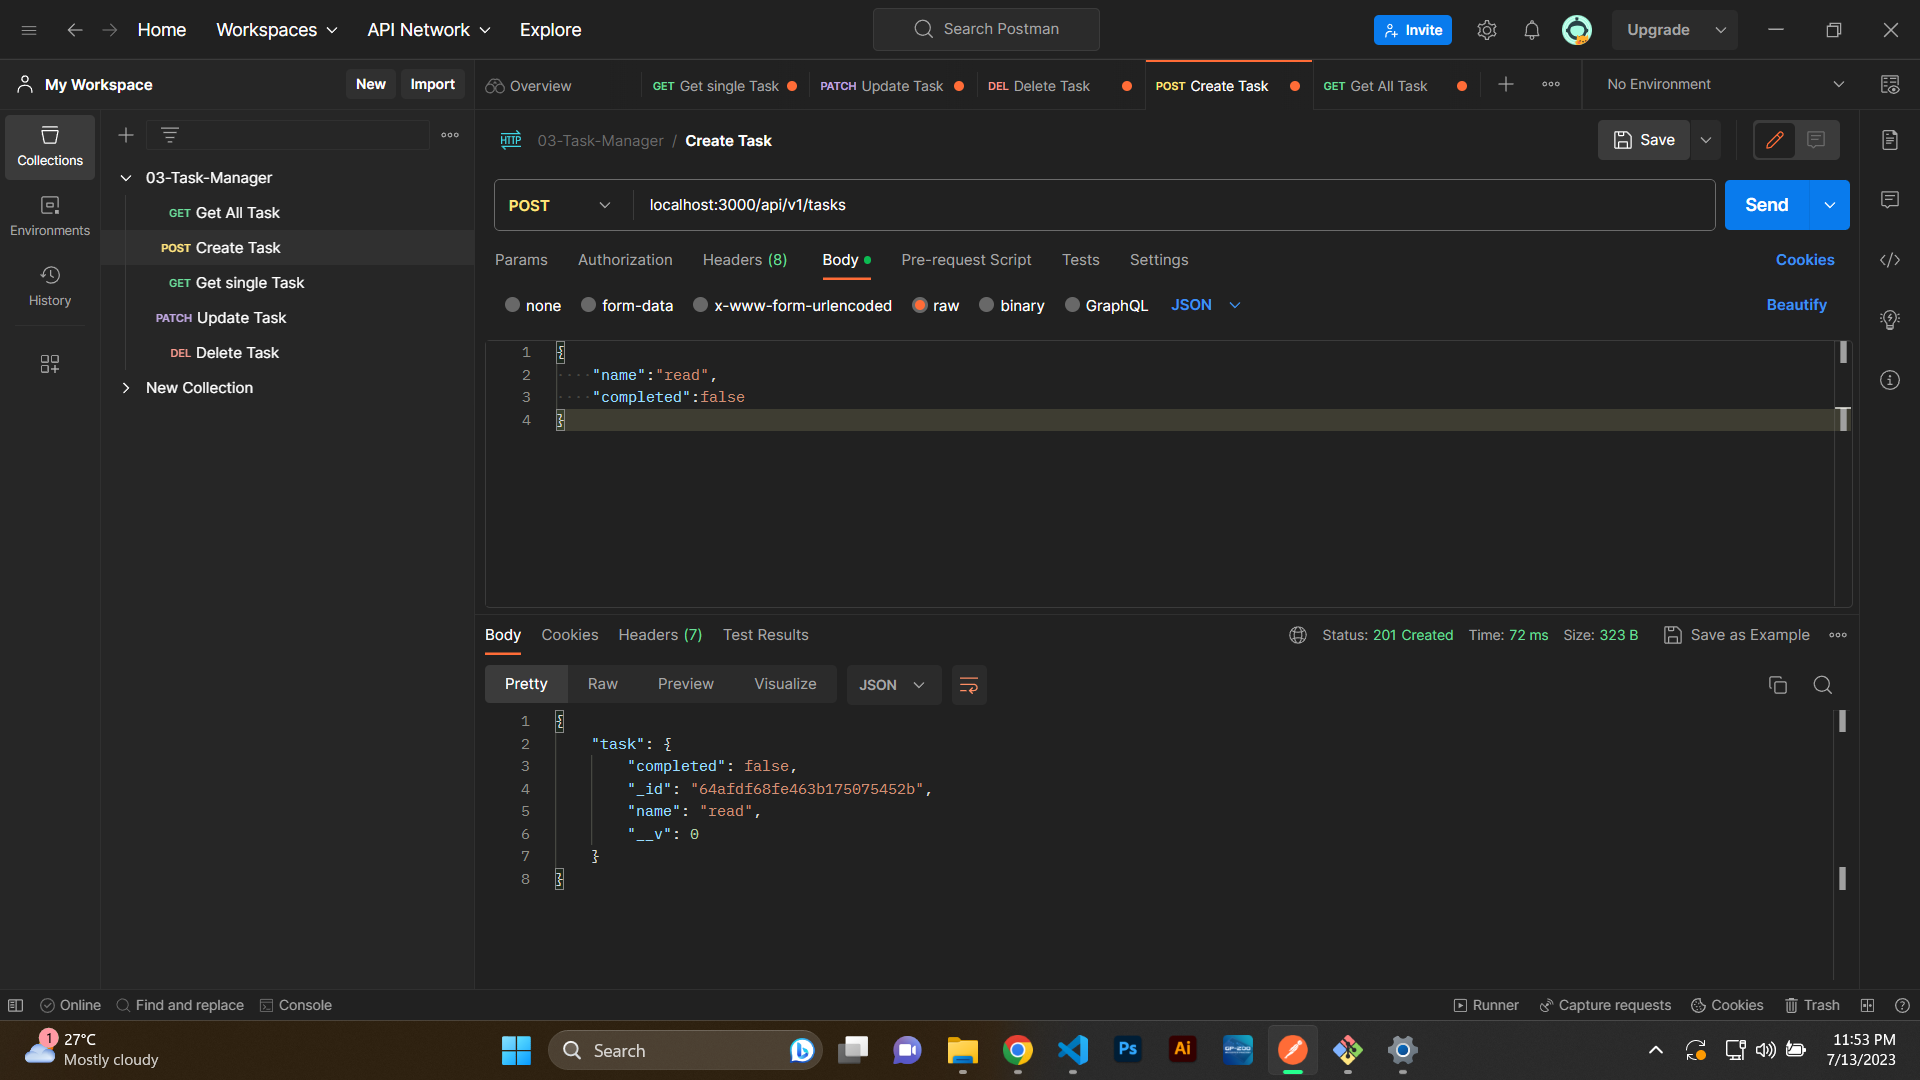 Home Workspaces API Network Explore Search Postman Invite Upgrade
My Workspace New Import Overview GET Get single Task PATCH Update Task DEL Delete Task POST Create Task GET Get All Task No Environment
Collections
Environments
History
03-Task-Manager
GET Get All Task
POST Create Task
GET Get single Task
PATCH Update Task
DEL Delete Task
New Collection
HTTP 03-Task-Manager / Create Task Save
POST localhost:3000/api/v1/tasks Send
Params Authorization Headers (8) Body Pre-request Script Tests Settings Cookies
none form-data x-www-form-urlencoded raw binary GraphQL JSON Beautify
1 {
2 ····"name":"read",
3 ····"completed":false
4 }
Body Cookies Headers (7) Test Results Status: 201 Created Time: 72 ms Size: 323 B Save as Example
Pretty Raw Preview Visualize JSON
1 {
2 "task": {
3 "completed": false,
4 "_id": "64afdf68fe463b175075452b",
5 "name": "read",
6 "__v": 0
7 }
8 }
Online Find and replace Console Runner Capture requests Cookies Trash
1 27°C
Mostly cloudy
Search
Ps Ai
11:53 PM
7/13/2023